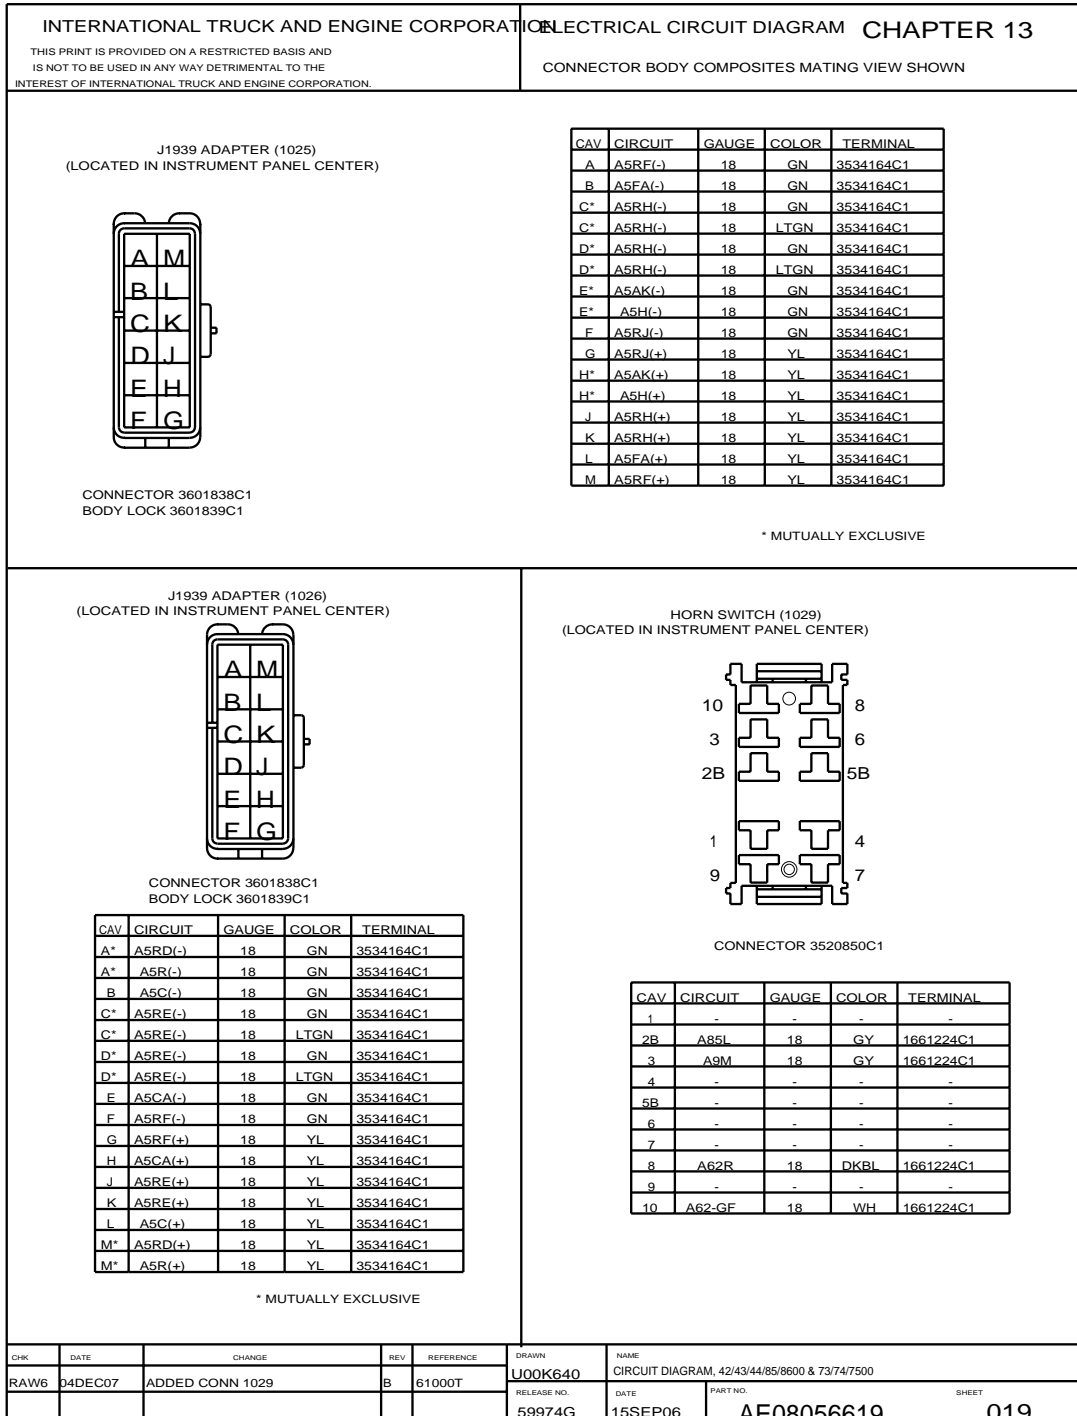 INTERNATIONAL TRUCK AND ENGINE CORPORATION
THIS PRINT IS PROVIDED ON A RESTRICTED BASIS AND
IS NOT TO BE USED IN ANY WAY DETRIMENTAL TO THE
INTEREST OF INTERNATIONAL TRUCK AND ENGINE CORPORATION.
ELECTRICAL CIRCUIT DIAGRAM CHAPTER 13
CONNECTOR BODY COMPOSITES MATING VIEW SHOWN
J1939 ADAPTER (1025)
(LOCATED IN INSTRUMENT PANEL CENTER)
A M
B L
C K
D J
E H
F G
CONNECTOR 3601838C1
BODY LOCK 3601839C1
CAV CIRCUIT GAUGE COLOR TERMINAL
A A5RF(-) 18 GN 3534164C1
B A5FA(-) 18 GN 3534164C1
C* A5RH(-) 18 GN 3534164C1
C* A5RH(-) 18 LTGN 3534164C1
D* A5RH(-) 18 GN 3534164C1
D* A5RH(-) 18 LTGN 3534164C1
E* A5AK(-) 18 GN 3534164C1
E* A5H(-) 18 GN 3534164C1
F A5RJ(-) 18 GN 3534164C1
G A5RJ(+) 18 YL 3534164C1
H* A5AK(+) 18 YL 3534164C1
H* A5H(+) 18 YL 3534164C1
J A5RH(+) 18 YL 3534164C1
K A5RH(+) 18 YL 3534164C1
L A5FA(+) 18 YL 3534164C1
M A5RF(+) 18 YL 3534164C1
* MUTUALLY EXCLUSIVE
J1939 ADAPTER (1026)
(LOCATED IN INSTRUMENT PANEL CENTER)
A M
B L
C K
D J
E H
F G
CONNECTOR 3601838C1
BODY LOCK 3601839C1
CAV CIRCUIT GAUGE COLOR TERMINAL
A* A5RD(-) 18 GN 3534164C1
A* A5R(-) 18 GN 3534164C1
B A5C(-) 18 GN 3534164C1
C* A5RE(-) 18 GN 3534164C1
C* A5RE(-) 18 LTGN 3534164C1
D* A5RE(-) 18 GN 3534164C1
D* A5RE(-) 18 LTGN 3534164C1
E A5CA(-) 18 GN 3534164C1
F A5RF(-) 18 GN 3534164C1
G A5RF(+) 18 YL 3534164C1
H A5CA(+) 18 YL 3534164C1
J A5RE(+) 18 YL 3534164C1
K A5RE(+) 18 YL 3534164C1
L A5C(+) 18 YL 3534164C1
M* A5RD(+) 18 YL 3534164C1
M* A5R(+) 18 YL 3534164C1
* MUTUALLY EXCLUSIVE
HORN SWITCH (1029)
(LOCATED IN INSTRUMENT PANEL CENTER)
10 8
3 6
2B 5B
1 4
9 7
CONNECTOR 3520850C1
CAV CIRCUIT GAUGE COLOR TERMINAL
1 - - - -
2B A85L 18 GY 1661224C1
3 A9M 18 GY 1661224C1
4 - - - -
5B - - - -
6 - - - -
7 - - - -
8 A62R 18 DKBL 1661224C1
9 - - - -
10 A62-GF 18 WH 1661224C1
CHK DATE CHANGE REV REFERENCE
RAW6 04DEC07 ADDED CONN 1029 B 61000T
DRAWN
U00K640
NAME
CIRCUIT DIAGRAM, 42/43/44/85/8600 & 73/74/7500
RELEASE NO. DATE PART NO. SHEET
59974G 15SEP06 AE08056619 019